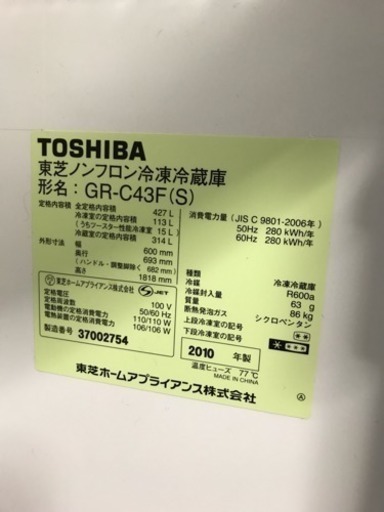 TOSHIBA
東芝ノンフロン冷凍冷蔵庫
形名：GR-C43F(S)
定格内容積 全定格内容積 427 L
冷凍室の定格内容積 113 L
(うちフースター性能冷凍室 15 L)
冷蔵室の定格内容積 314 L
外形寸法 幅 600 mm
奥行 693 mm
(ハンドル・調整脚除く 682 mm)
高さ 1818 mm
東芝ホームアプライアンス株式会社 S JET
定格電圧 100 V
定格周波数 50/60 Hz
電動機の定格消費電力 110/110 W
電熱装置の定格消費電力 106/106 W
製造番号 37002754
消費電力量 (JIS C 9801-2006年)
50Hz 280 kWh/年
60Hz 280 kWh/年
種類 冷凍冷蔵庫
冷媒 R600a
冷媒封入量 63 g
質量 86 kg
断熱発泡ガス シクロペンタン
上段冷凍室の記号
下段冷凍室の記号
2010 年製
温度ヒューズ 77℃
MADE IN CHINA
東芝ホームアプライアンス株式会社
Ⓐ